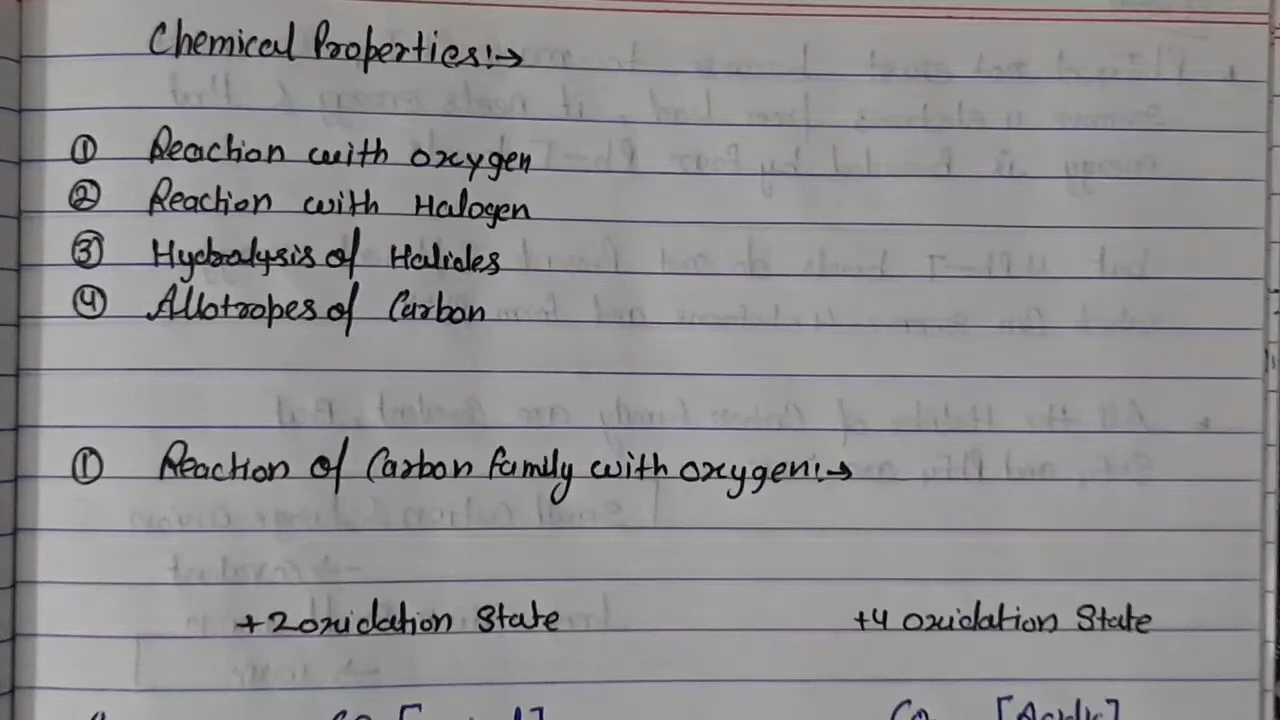 Chemical Properties:→
① Reaction with oxygen
② Reaction with Halogen
③ Hydrolysis of Halides
④ Allotropes of Carbon
① Reaction of Carbon family with oxygen:→
+2 oxidation State +4 oxidation State
[Acidic]